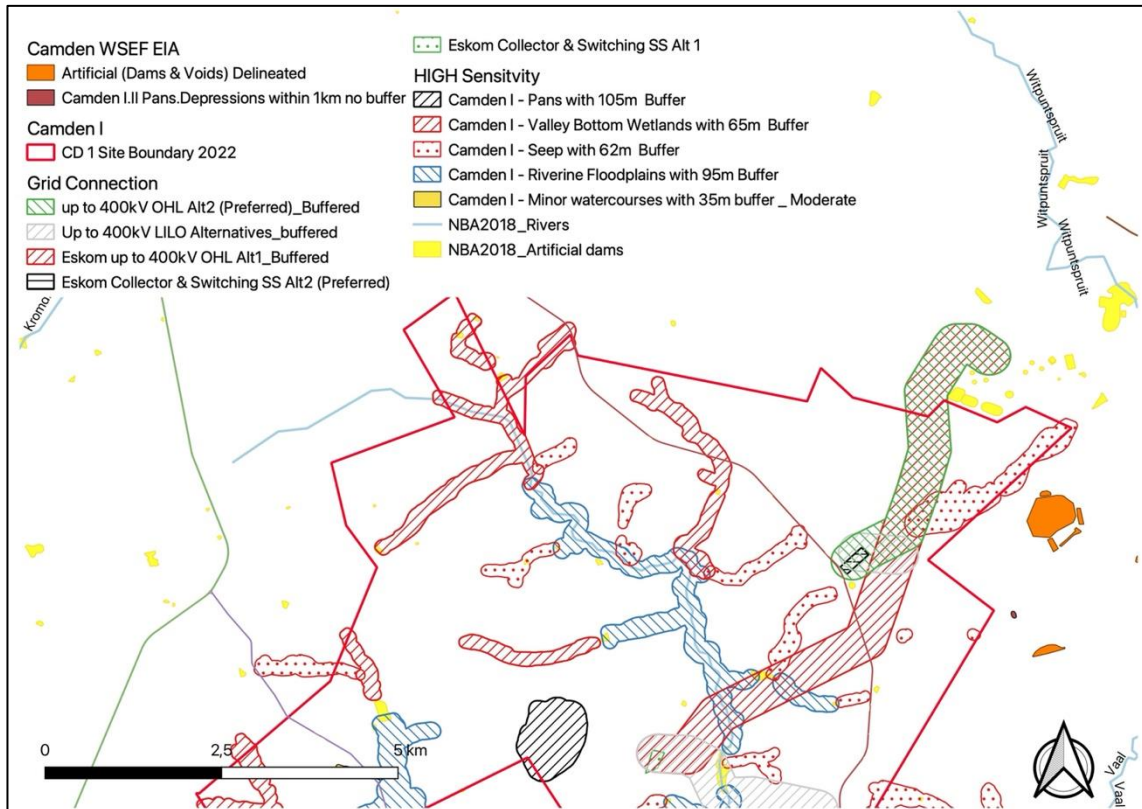 Camden WSEF EIA
Artificial (Dams & Voids) Delineated
Camden I.II Pans.Depressions within 1km no buffer
Camden I
CD 1 Site Boundary 2022
Grid Connection
up to 400kV OHL Alt2 (Preferred)_Buffered
Up to 400kV LILO Alternatives_buffered
Eskom up to 400kV OHL Alt1_Buffered
Eskom Collector & Switching SS Alt2 (Preferred)
Eskom Collector & Switching SS Alt 1
HIGH Sensitvity
Camden I - Pans with 105m Buffer
Camden I - Valley Bottom Wetlands with 65m Buffer
Camden I - Seep with 62m Buffer
Camden I - Riverine Floodplains with 95m Buffer
Camden I - Minor watercourses with 35m buffer _ Moderate
NBA2018_Rivers
NBA2018_Artificial dams
Witpuntspruit
Witpuntspruit
Witpuntspruit
0 2,5 5 km
Vaal
Vaal